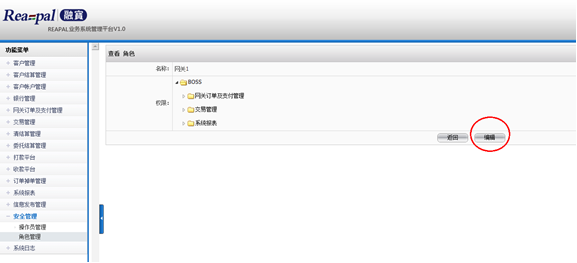 Reapal 融寳
REAPAL业务系统管理平台V1.0
功能菜单
客户管理
客户结算管理
客户帐户管理
银行管理
网关订单及支付管理
交易管理
清结算管理
委托结算管理
打款平台
收款平台
订单掉单管理
系统报表
信息发布管理
安全管理
操作员管理
角色管理
系统日志
查看 角色
名称: 网关1
权限:
BOSS
网关订单及支付管理
交易管理
系统报表
返回 编辑